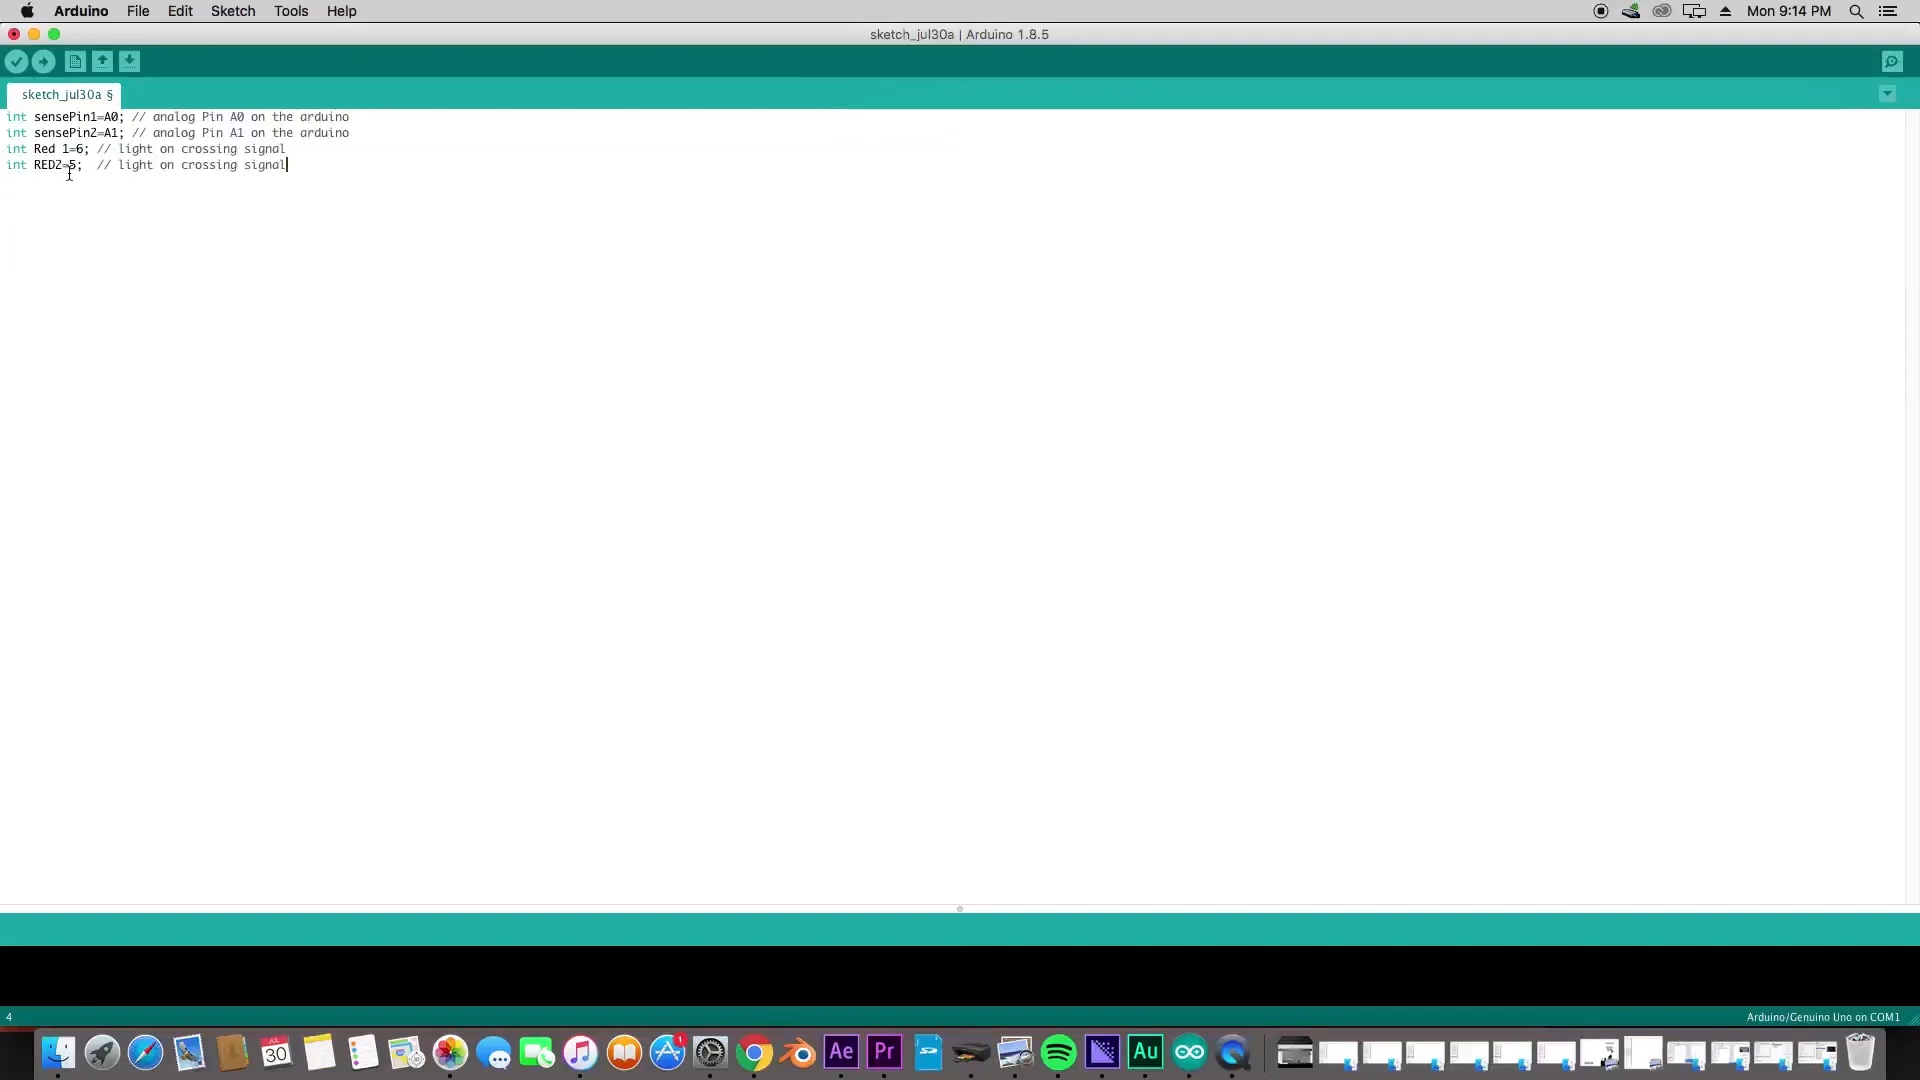 Arduino File Edit Sketch Tools Help Mon 9:14 PM
sketch_jul30a | Arduino 1.8.5
sketch_jul30a §
int sensePin1=A0; // analog Pin A0 on the arduino
int sensePin2=A1; // analog Pin A1 on the arduino
int Red 1=6; // light on crossing signal
int RED2=5;  // light on crossing signal
4 Arduino/Genuino Uno on COM1
JUL
30
1
Ae Pr Au